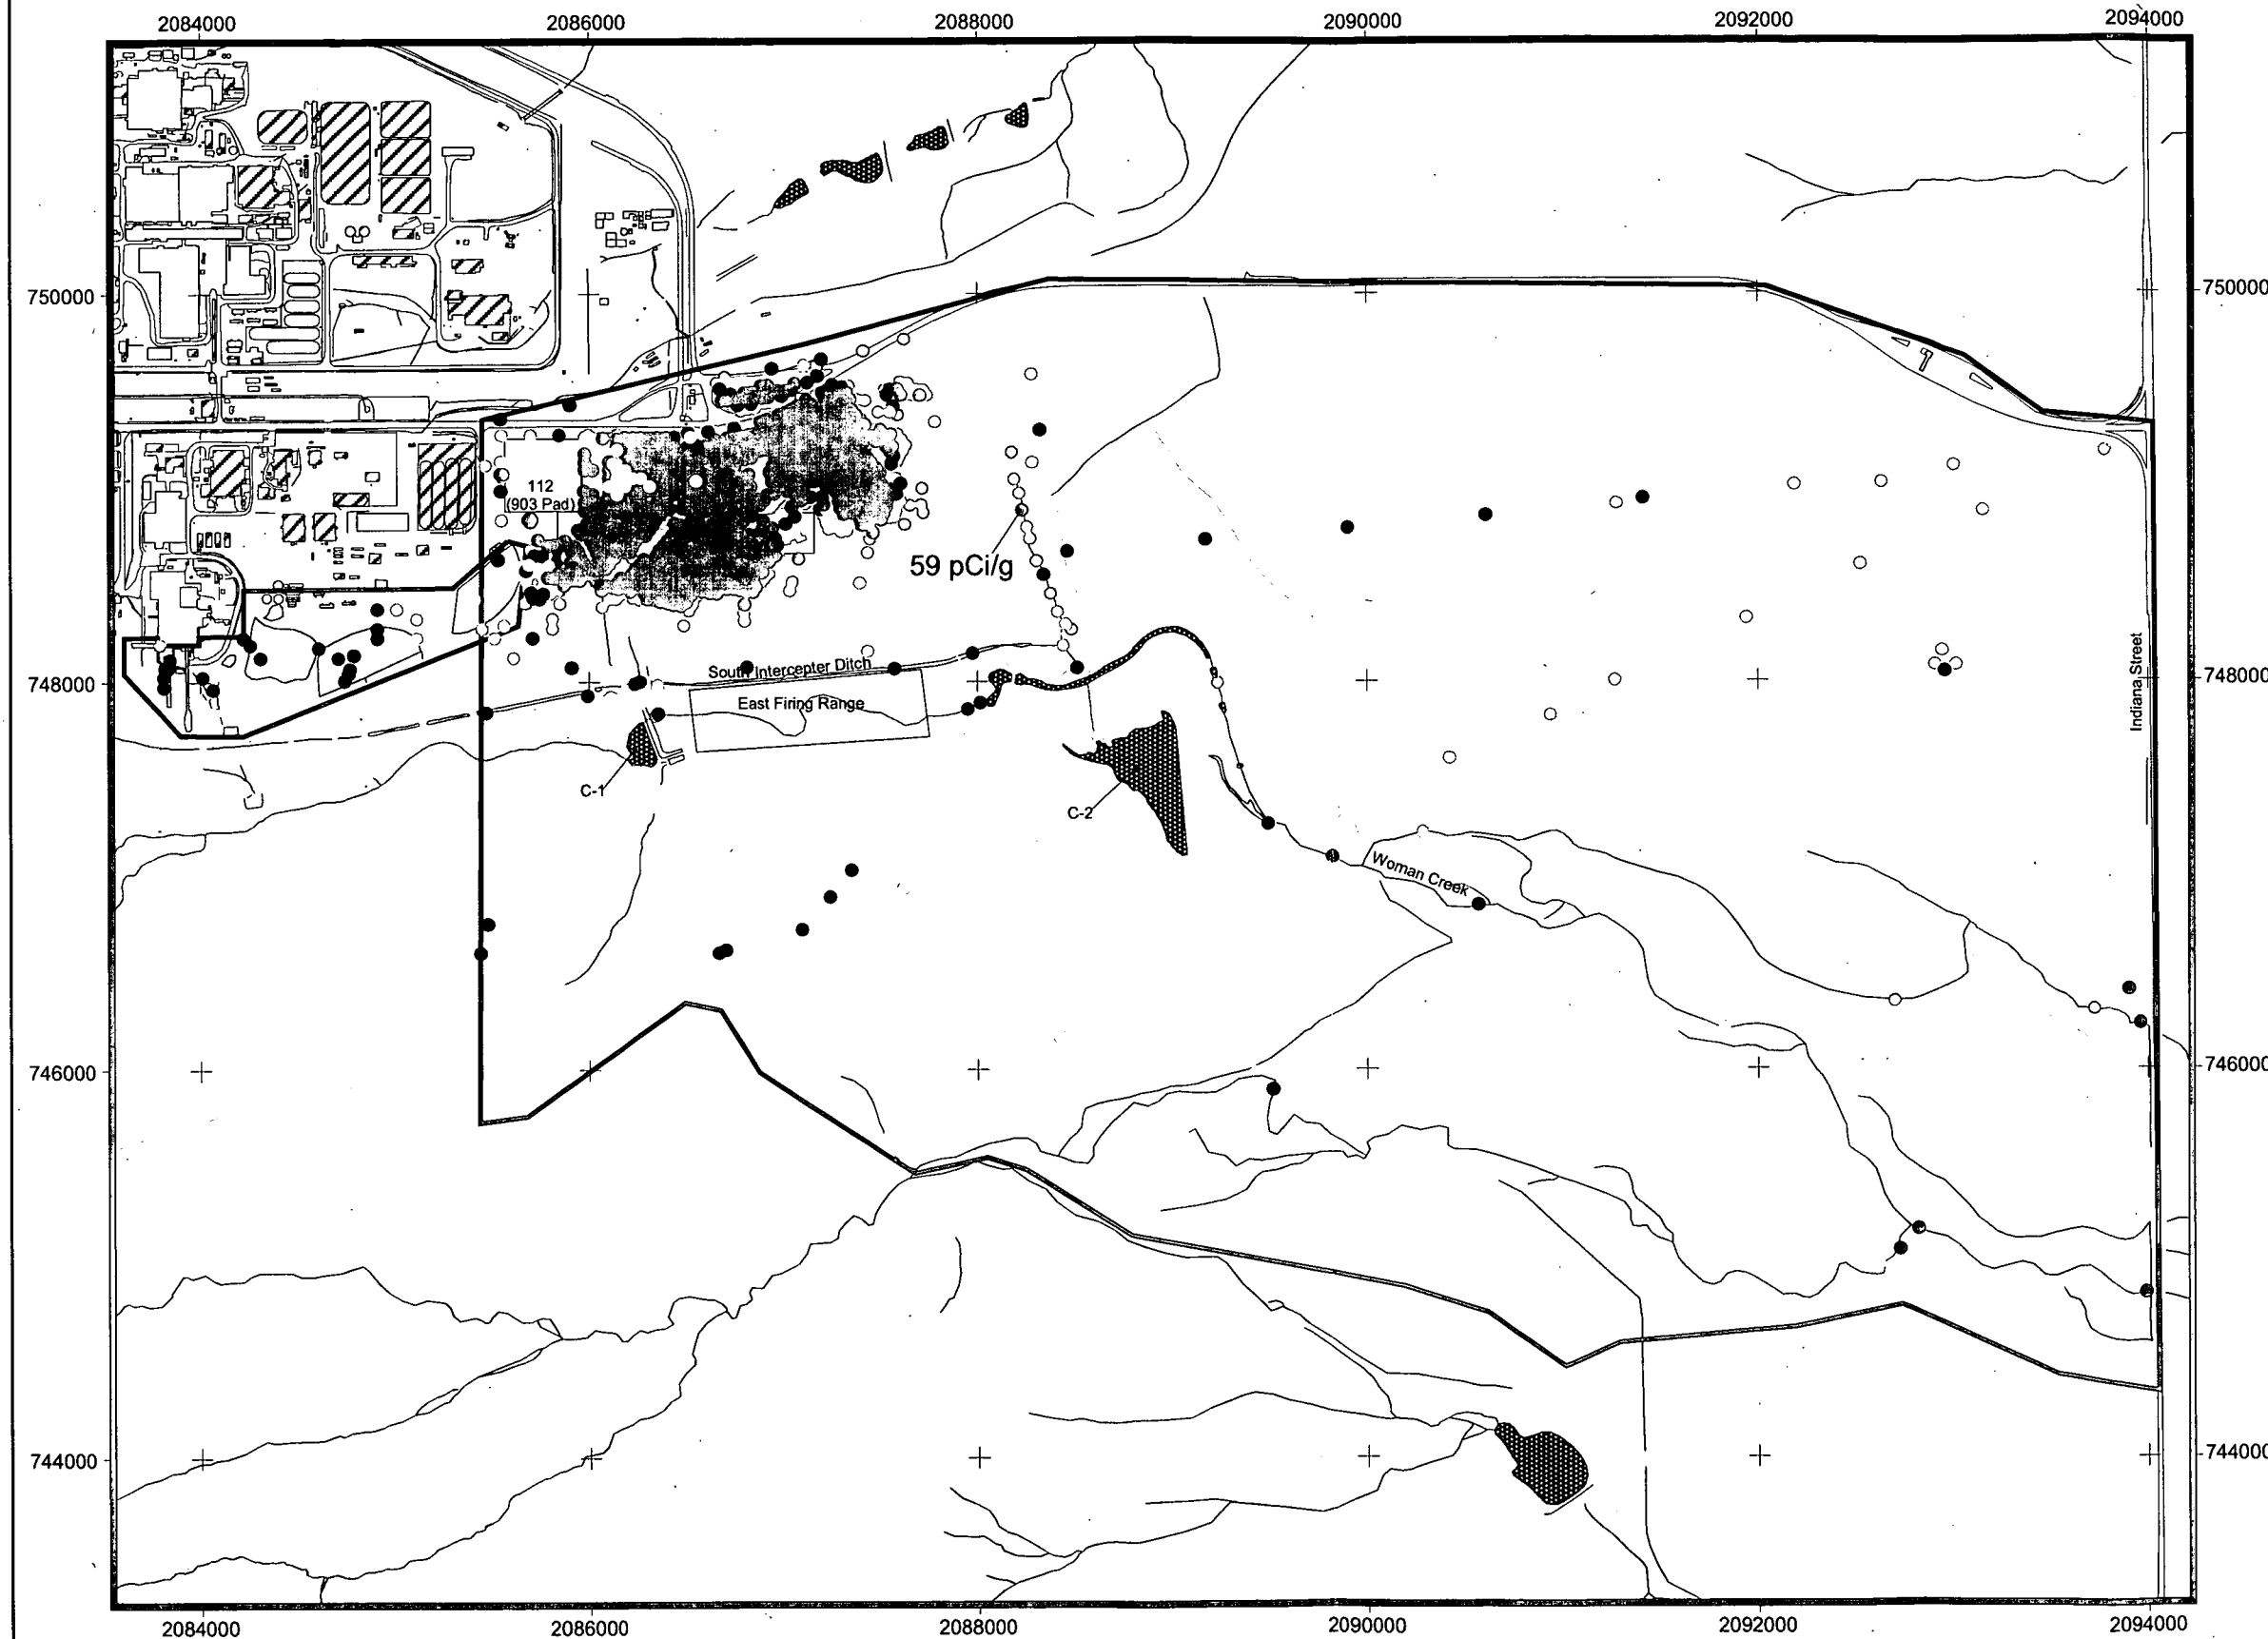 2084000
2086000
2088000
2090000
2092000
2094000
750000
750000
112
(903 Pad)
59 pCi/g
South Intercepter Ditch
East Firing Range
748000
748000
Indiana Street
C-1
C-2
Woman Creek
746000
746000
744000
744000
2084000
2086000
2088000
2090000
2092000
2094000